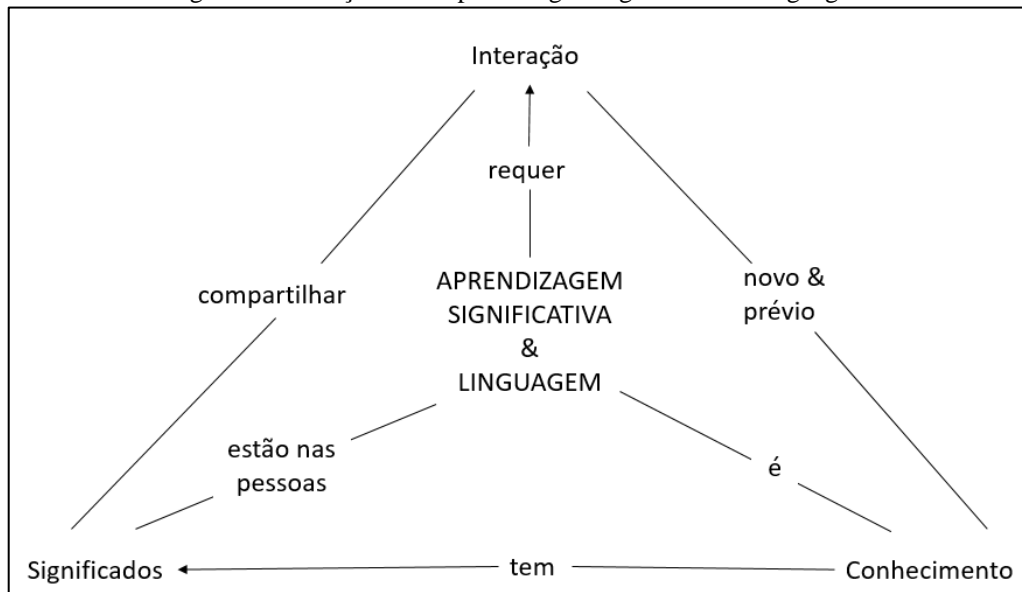 Interação
requer
compartilhar
APRENDIZAGEM
SIGNIFICATIVA
&
LINGUAGEM
novo &
prévio
estão nas
pessoas
é
Significados
tem
Conhecimento